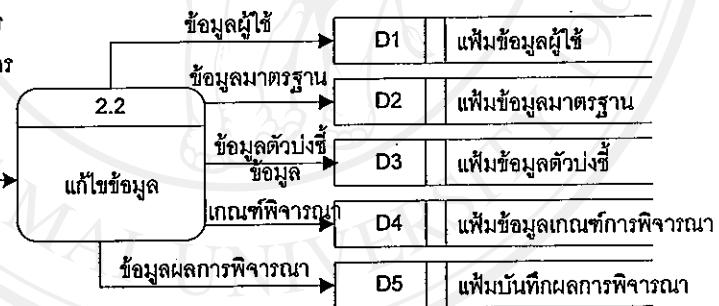 ข้อมูลผู้ใช้
D1 แฟ้มข้อมูลผู้ใช้
ข้อมูลมาตรฐาน
2.2
D2 แฟ้มข้อมูลมาตรฐาน
ข้อมูลตัวบ่งชี้
ข้อมูล
D3 แฟ้มข้อมูลตัวบ่งชี้
แก้ไขข้อมูล
เกณฑ์พิจารณา
D4 แฟ้มข้อมูลเกณฑ์การพิจารณา
ข้อมูลผลการพิจารณา
D5 แฟ้มบันทึกผลการพิจารณา